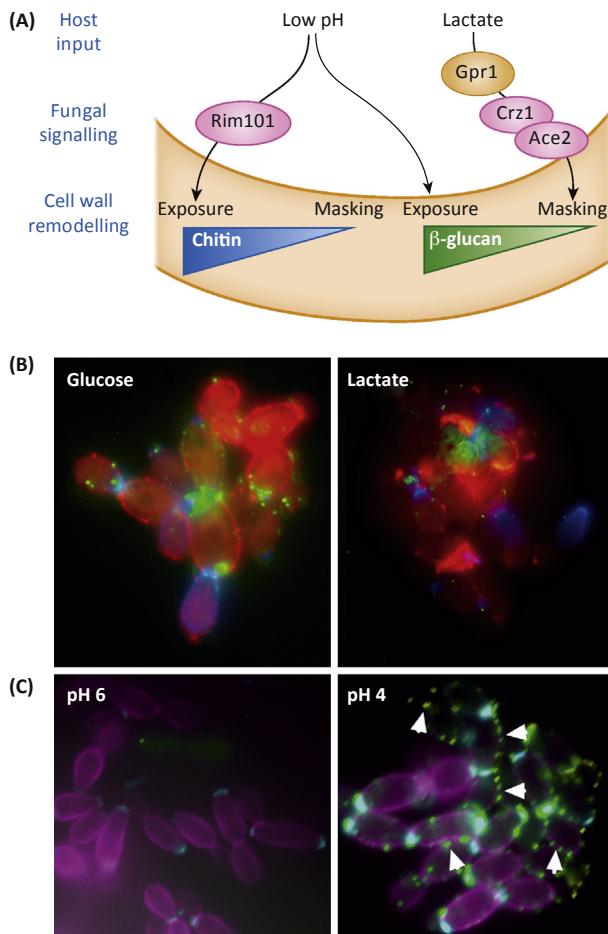 (A)
Host
input
Low pH
Lactate
Gpr1
Fungal
signalling
Rim101
Crz1
Ace2
Cell wall
remodelling
Exposure
Masking
Exposure
Masking
Chitin
β-glucan
(B)
Glucose
Lactate
(C)
pH 6
pH 4